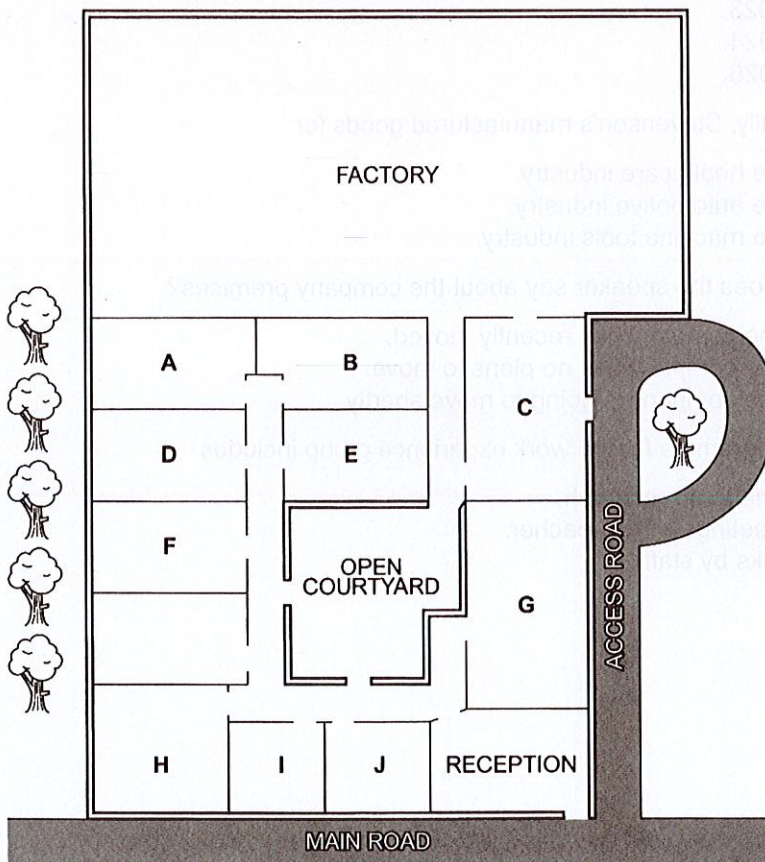 FACTORY
A
B
C
D
E
F
OPEN
COURTYARD
G
ACCESS ROAD
H
I
J
RECEPTION
MAIN ROAD